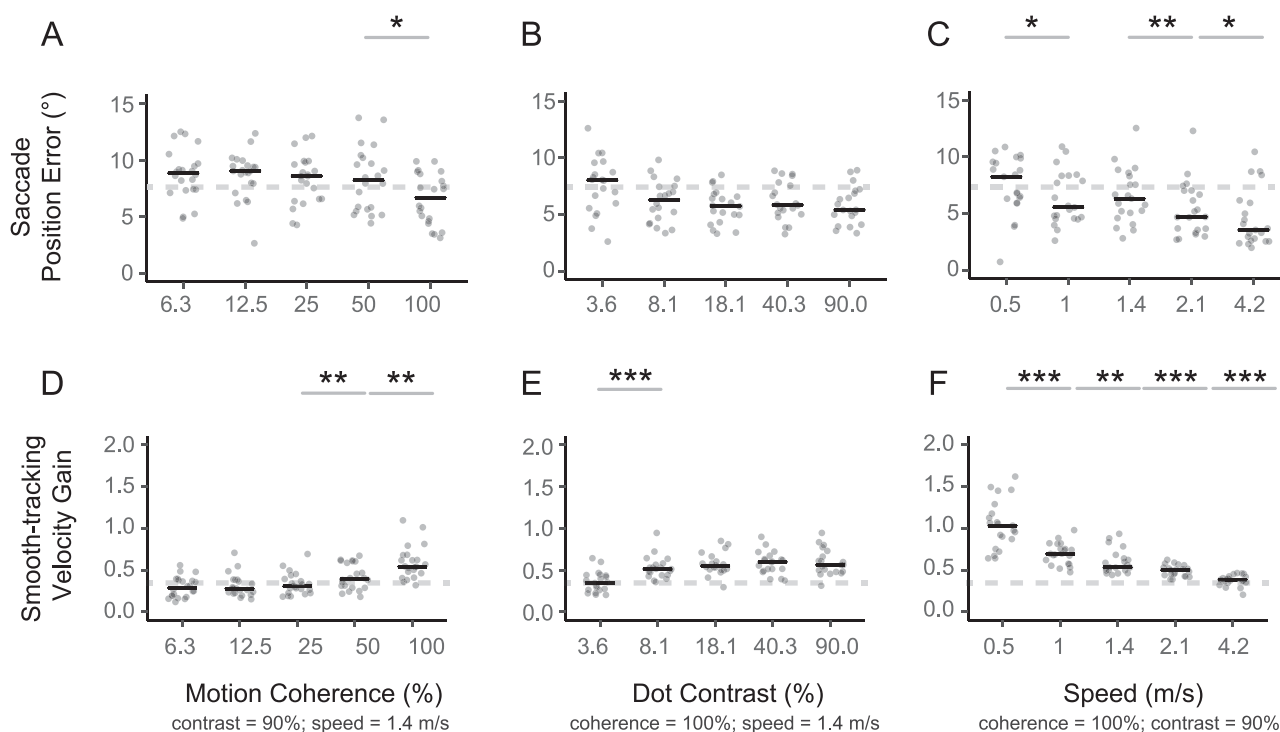 A
*
B
C
*
**
*
Saccade
Position Error (°)
15
10
5
0
6.3 12.5 25 50 100
15
10
5
0
3.6 8.1 18.1 40.3 90.0
15
10
5
0
0.5 1 1.4 2.1 4.2
D
**
**
E
***
F
***
**
***
***
Smooth-tracking
Velocity Gain
2.0
1.5
1.0
0.5
0.0
6.3 12.5 25 50 100
2.0
1.5
1.0
0.5
0.0
3.6 8.1 18.1 40.3 90.0
2.0
1.5
1.0
0.5
0.0
0.5 1 1.4 2.1 4.2
Motion Coherence (%)
contrast = 90%; speed = 1.4 m/s
Dot Contrast (%)
coherence = 100%; speed = 1.4 m/s
Speed (m/s)
coherence = 100%; contrast = 90%